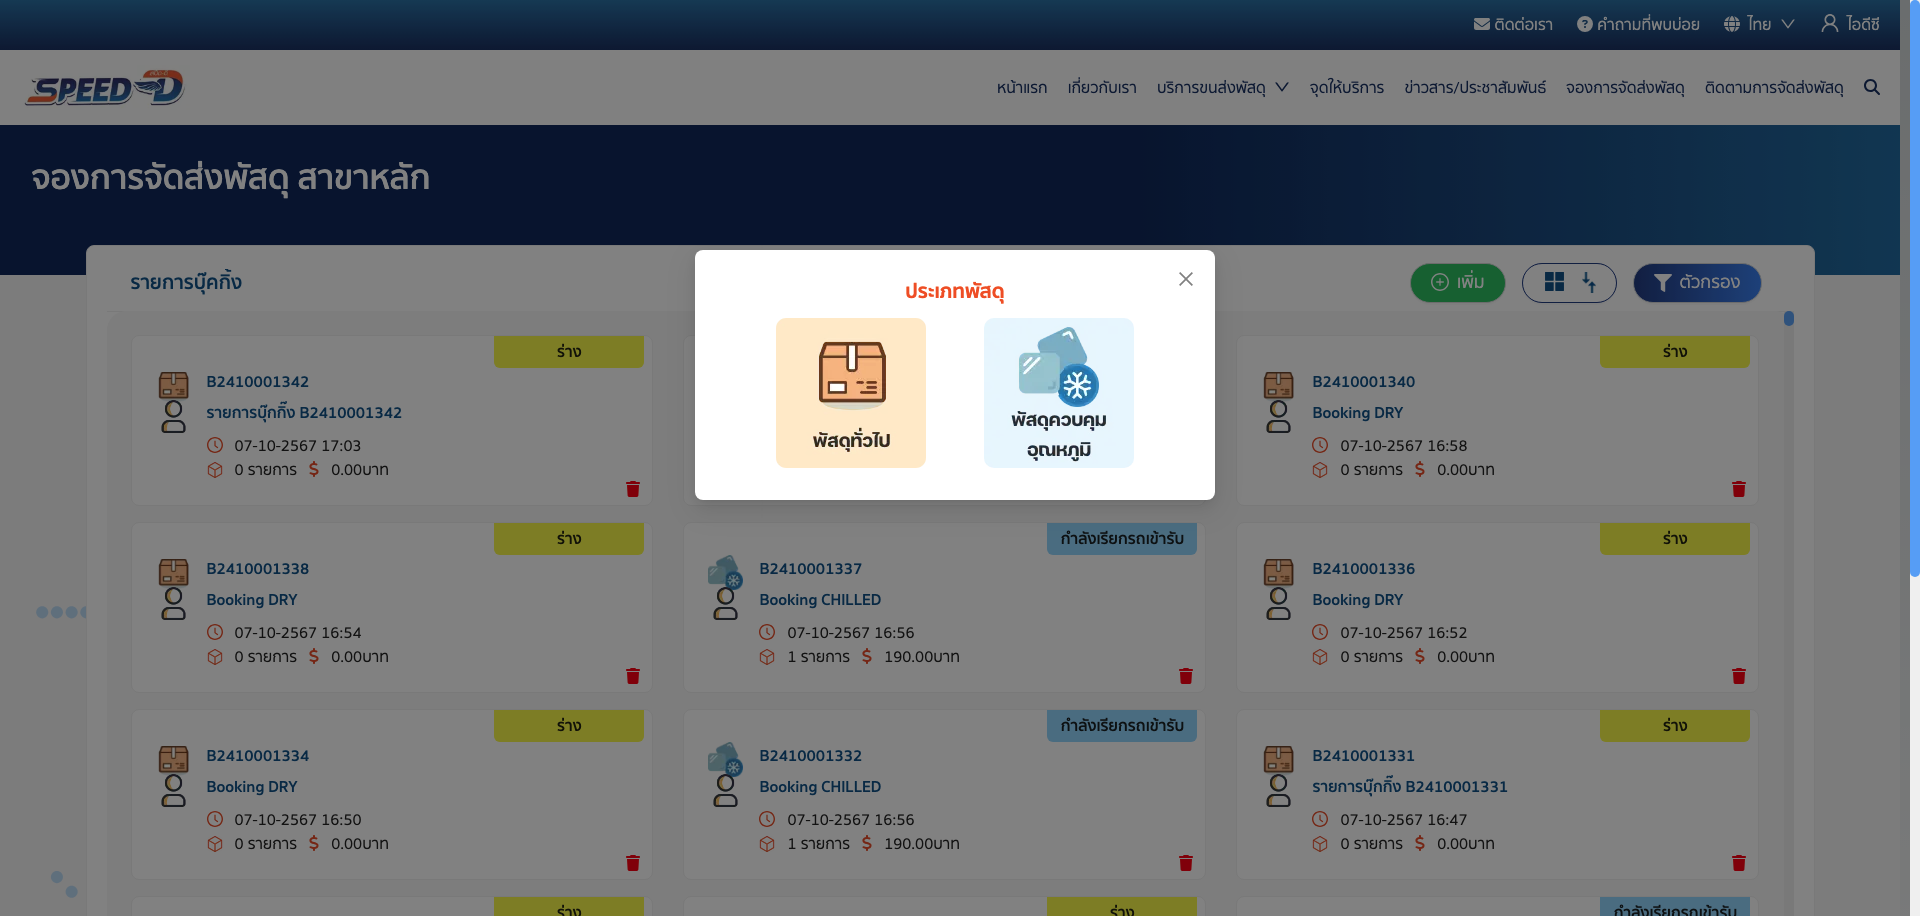 ติดต่อเรา
คำถามที่พบบ่อย
ไทย
ไอดีซี
SPEED-D
หน้าแรก
เกี่ยวกับเรา
บริการขนส่งพัสดุ
จุดให้บริการ
ข่าวสาร/ประชาสัมพันธ์
จองการจัดส่งพัสดุ
ติดตามการจัดส่งพัสดุ
จองการจัดส่งพัสดุ สาขาหลัก
รายการบุ๊คกิ้ง
เพิ่ม
ตัวกรอง
ประเภทพัสดุ
พัสดุทั่วไป
พัสดุควบคุม
อุณหภูมิ
ร่าง
B2410001342
รายการบุ๊กกิ๊ง B2410001342
07-10-2567 17:03
0 รายการ $ 0.00บาท
ร่าง
B2410001340
Booking DRY
07-10-2567 16:58
0 รายการ $ 0.00บาท
ร่าง
B2410001338
Booking DRY
07-10-2567 16:54
0 รายการ $ 0.00บาท
กำลังเรียกรถเข้ารับ
B2410001337
Booking CHILLED
07-10-2567 16:56
1 รายการ $ 190.00บาท
ร่าง
B2410001336
Booking DRY
07-10-2567 16:52
0 รายการ $ 0.00บาท
ร่าง
B2410001334
Booking DRY
07-10-2567 16:50
0 รายการ $ 0.00บาท
กำลังเรียกรถเข้ารับ
B2410001332
Booking CHILLED
07-10-2567 16:56
1 รายการ $ 190.00บาท
ร่าง
B2410001331
รายการบุ๊กกิ๊ง B2410001331
07-10-2567 16:47
0 รายการ $ 0.00บาท
ร่าง
ร่าง
กำลังเรียกรถเข้ารับ